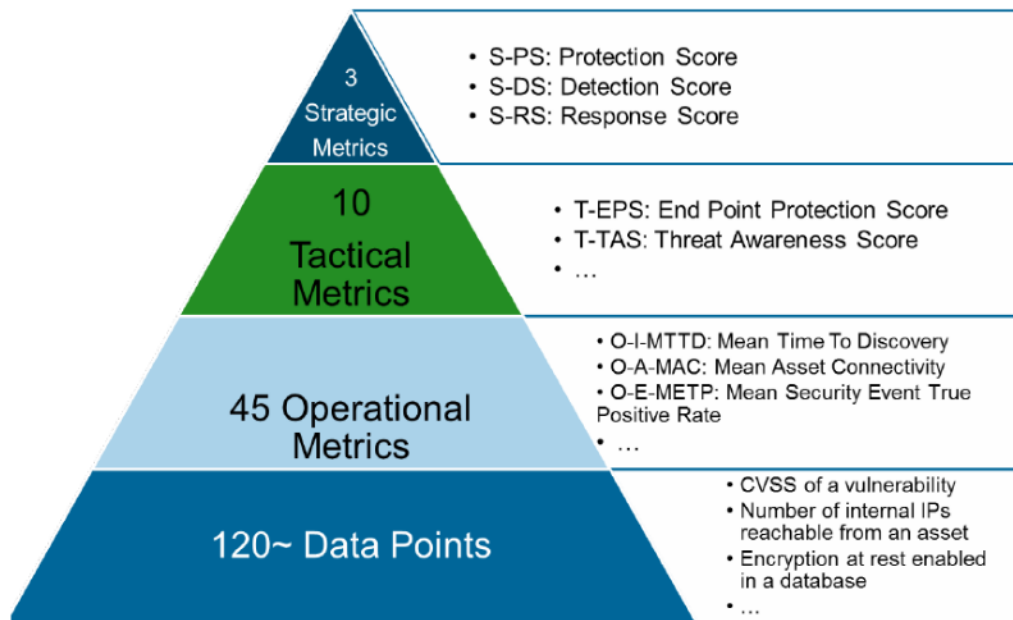 3
Strategic
Metrics
• S-PS: Protection Score
• S-DS: Detection Score
• S-RS: Response Score
10
Tactical
Metrics
• T-EPS: End Point Protection Score
• T-TAS: Threat Awareness Score
• ...
45 Operational
Metrics
• O-I-MTTD: Mean Time To Discovery
• O-A-MAC: Mean Asset Connectivity
• O-E-METP: Mean Security Event True
Positive Rate
• ...
120~ Data Points
• CVSS of a vulnerability
• Number of internal IPs
reachable from an asset
• Encryption at rest enabled
in a database
• ...